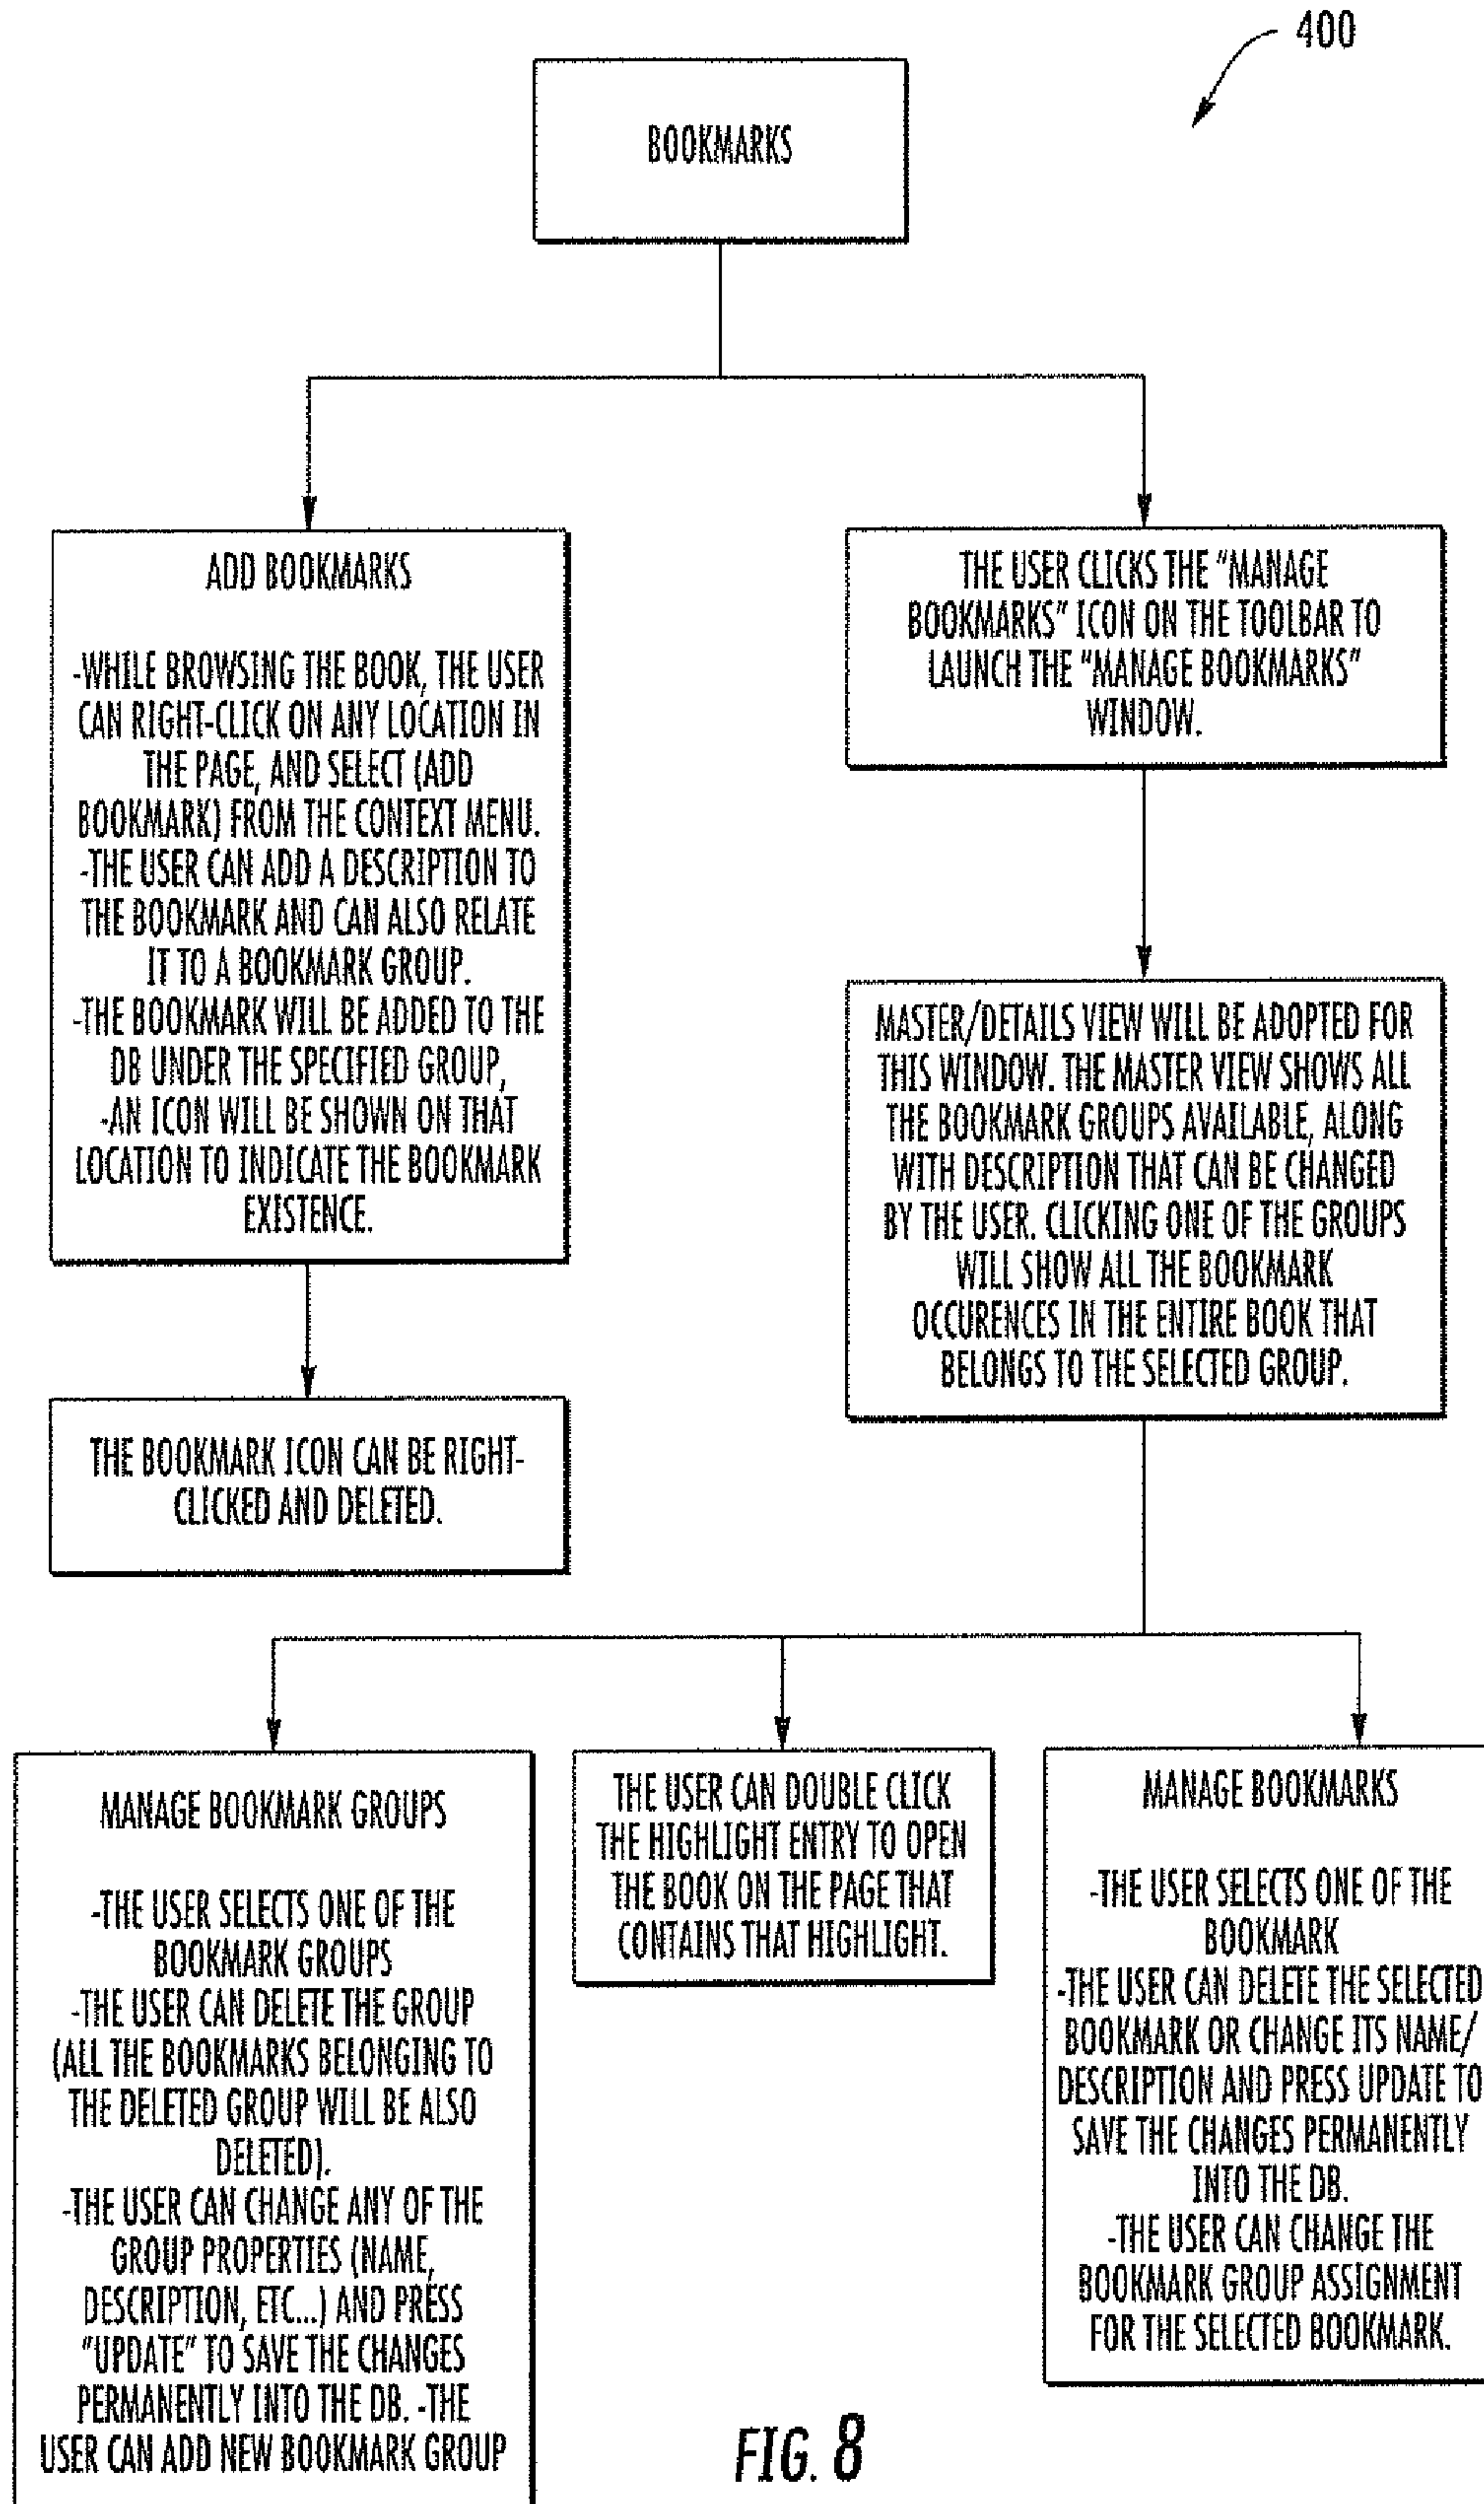 400
BOOKMARKS
ADD BOOKMARKS
-WHILE BROWSING THE BOOK, THE USER
CAN RIGHT-CLICK ON ANY LOCATION IN
THE PAGE, AND SELECT (ADD
BOOKMARK) FROM THE CONTEXT MENU.
-THE USER CAN ADD A DESCRIPTION TO
THE BOOKMARK AND CAN ALSO RELATE
IT TO A BOOKMARK GROUP.
-THE BOOKMARK WILL BE ADDED TO THE
DB UNDER THE SPECIFIED GROUP,
-AN ICON WILL BE SHOWN ON THAT
LOCATION TO INDICATE THE BOOKMARK
EXISTENCE.
THE BOOKMARK ICON CAN BE RIGHT-
CLICKED AND DELETED.
THE USER CLICKS THE "MANAGE
BOOKMARKS" ICON ON THE TOOLBAR TO
LAUNCH THE "MANAGE BOOKMARKS"
WINDOW.
MASTER/DETAILS VIEW WILL BE ADOPTED FOR
THIS WINDOW. THE MASTER VIEW SHOWS ALL
THE BOOKMARK GROUPS AVAILABLE, ALONG
WITH DESCRIPTION THAT CAN BE CHANGED
BY THE USER. CLICKING ONE OF THE GROUPS
WILL SHOW ALL THE BOOKMARK
OCCURENCES IN THE ENTIRE BOOK THAT
BELONGS TO THE SELECTED GROUP.
MANAGE BOOKMARK GROUPS
-THE USER SELECTS ONE OF THE
BOOKMARK GROUPS
-THE USER CAN DELETE THE GROUP
(ALL THE BOOKMARKS BELONGING TO
THE DELETED GROUP WILL BE ALSO
DELETED).
-THE USER CAN CHANGE ANY OF THE
GROUP PROPERTIES (NAME,
DESCRIPTION, ETC...) AND PRESS
"UPDATE" TO SAVE THE CHANGES
PERMANENTLY INTO THE DB. -THE
USER CAN ADD NEW BOOKMARK GROUP
THE USER CAN DOUBLE CLICK
THE HIGHLIGHT ENTRY TO OPEN
THE BOOK ON THE PAGE THAT
CONTAINS THAT HIGHLIGHT.
MANAGE BOOKMARKS
-THE USER SELECTS ONE OF THE
BOOKMARK
-THE USER CAN DELETE THE SELECTED
BOOKMARK OR CHANGE ITS NAME/
DESCRIPTION AND PRESS UPDATE TO
SAVE THE CHANGES PERMANENTLY
INTO THE DB.
-THE USER CAN CHANGE THE
BOOKMARK GROUP ASSIGNMENT
FOR THE SELECTED BOOKMARK.
FIG. 8